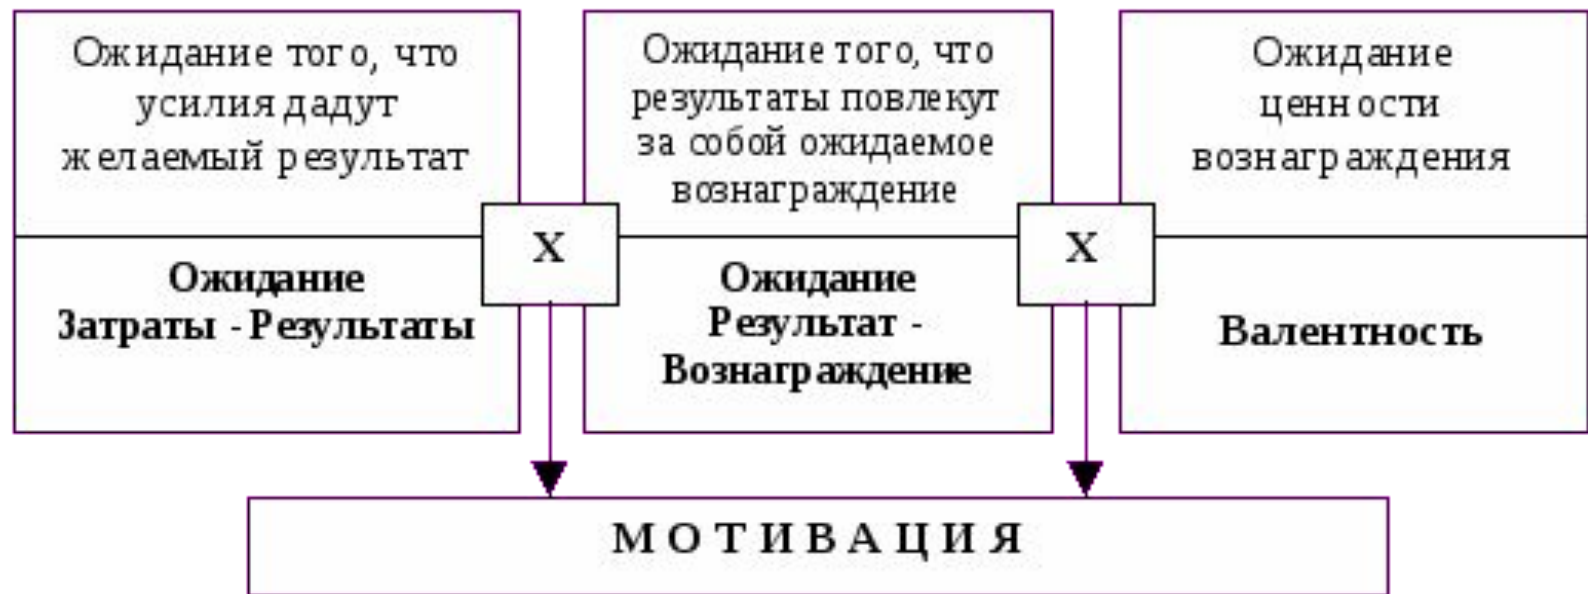 Ожидание того, что
усилия дадут
желаемый результат
Ожидание того, что
результаты повлекут
за собой ожидаемое
вознаграждение
Ожидание
ценности
вознаграждения
X
X
Ожидание
Затраты - Результаты
Ожидание
Результат -
Вознаграждение
Валентность
М О Т И В А Ц И Я